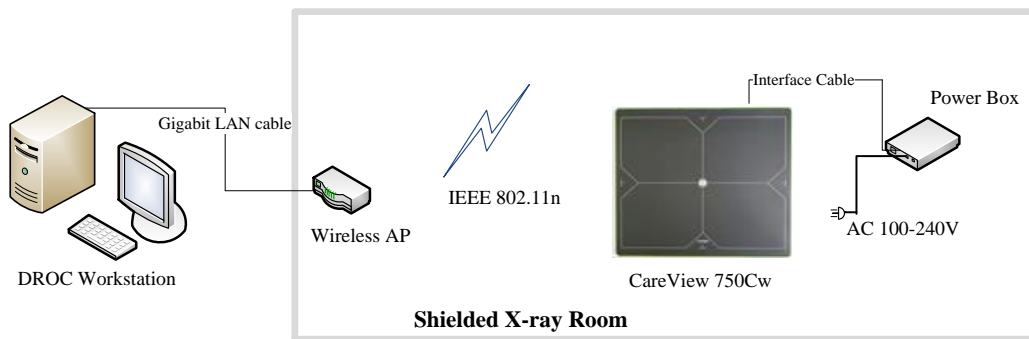 Interface Cable
Power Box
Gigabit LAN cable
IEEE 802.11n
Wireless AP
AC 100-240V
DROC Workstation
CareView 750Cw
Shielded X-ray Room